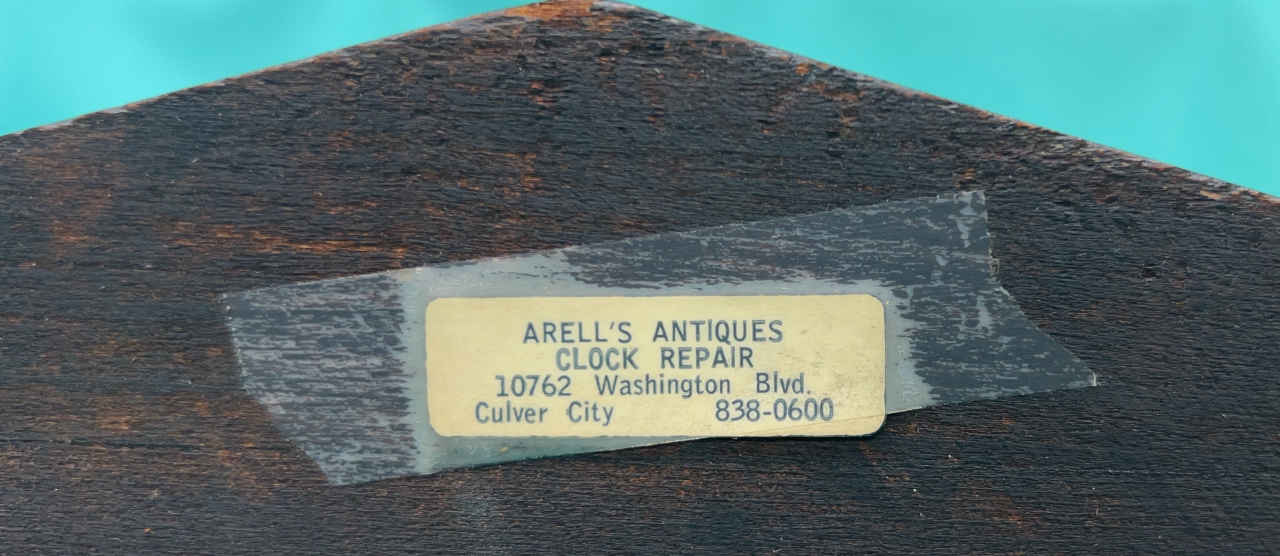 ARELL'S ANTIQUES
CLOCK REPAIR
10762 Washington Blvd.
Culver City 838-0600